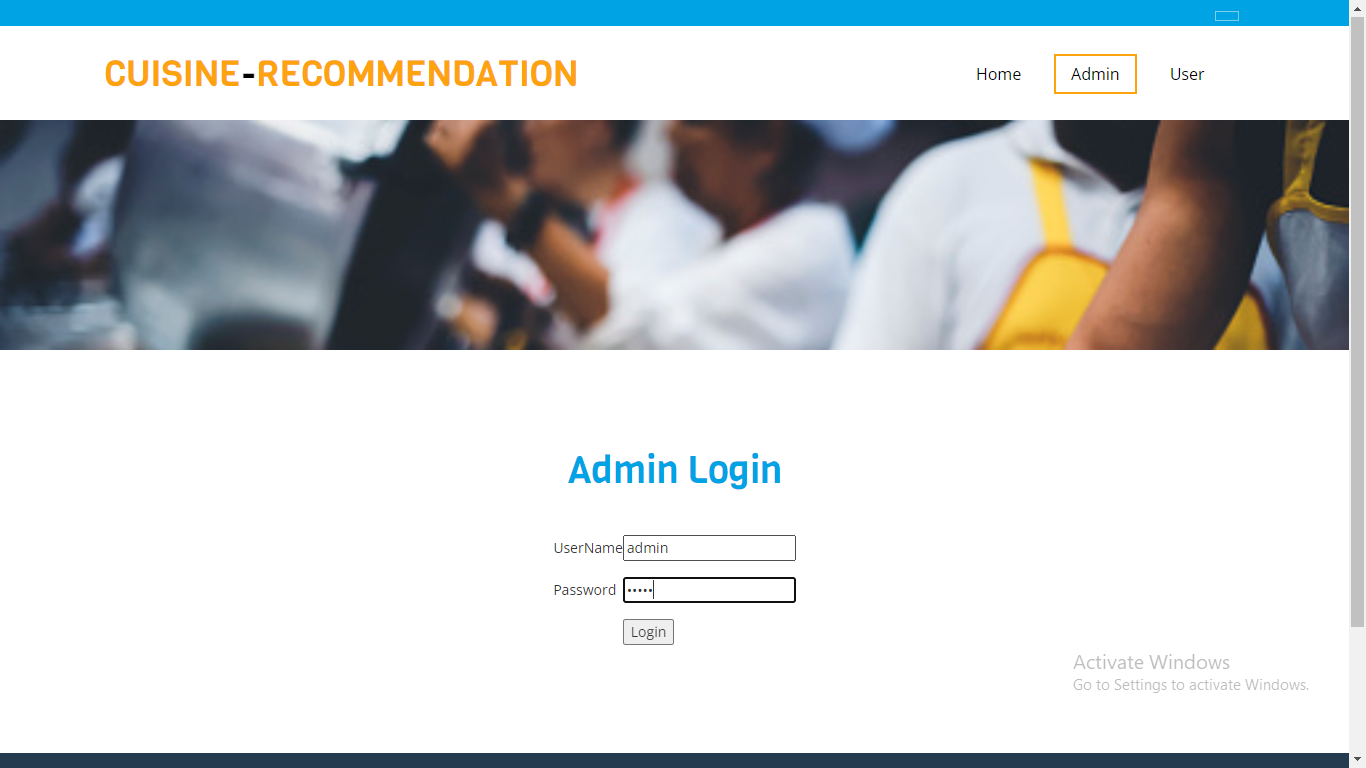 CUISINE-RECOMMENDATION
Home
Admin
User
Admin Login
UserName
admin
Password
•••••
Login
Activate Windows
Go to Settings to activate Windows.